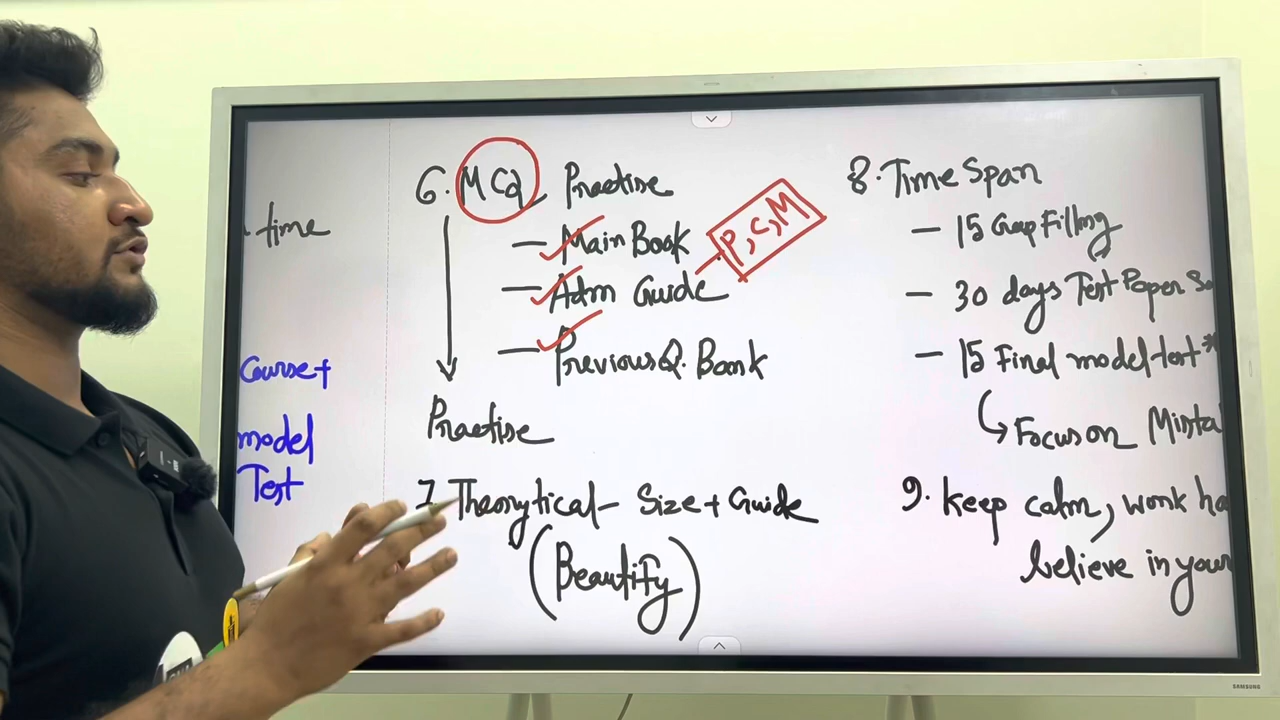 time
Course+
model
Test
6. MCQ Practise
— Main Book
— Adm Guide
P, C, M
— Previous Q. Bank
Practise
7. Theorytical- Size + Guide
(Beautify)
8. Time Span
— 15 Gap Filling
— 30 days Test Paper So
— 15 Final model test*
Focus on Mista
9. Keep calm, work ha
believe in your
SAMSUNG